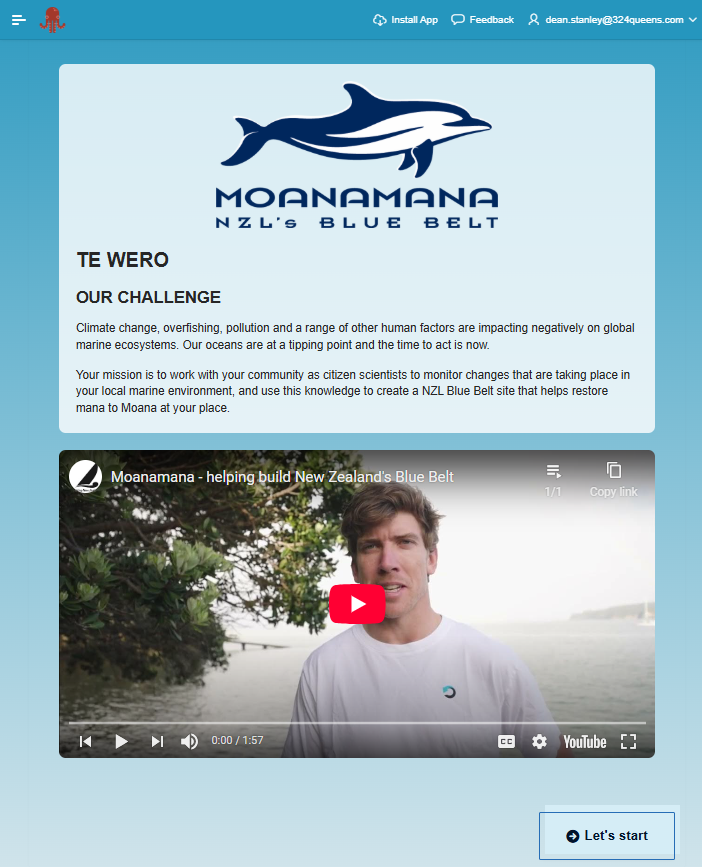 Install App
Feedback
dean.stanley@324queens.com
MOANAMANA
NZL's BLUE BELT
TE WERO
OUR CHALLENGE
Climate change, overfishing, pollution and a range of other human factors are impacting negatively on global
marine ecosystems. Our oceans are at a tipping point and the time to act is now.
Your mission is to work with your community as citizen scientists to monitor changes that are taking place in
your local marine environment, and use this knowledge to create a NZL Blue Belt site that helps restore
mana to Moana at your place.
Moanamana - helping build New Zealand's Blue Belt
1/1
Copy link
0:00 / 1:57
CC
YouTube
Let's start